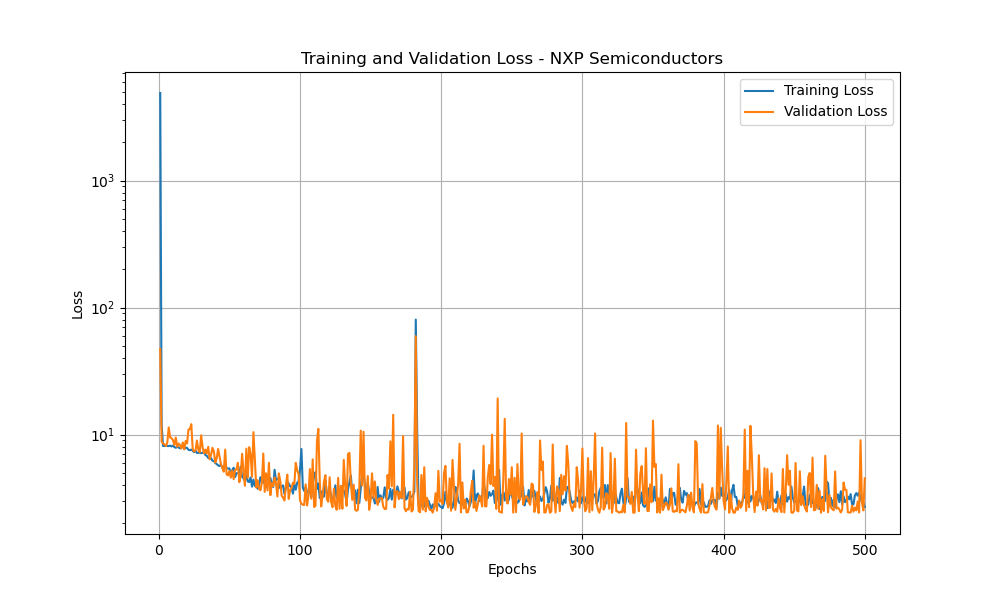 Training and Validation Loss - NXP Semiconductors
Training Loss
Validation Loss
10³
10²
10¹
Loss
0 100 200 300 400 500
Epochs